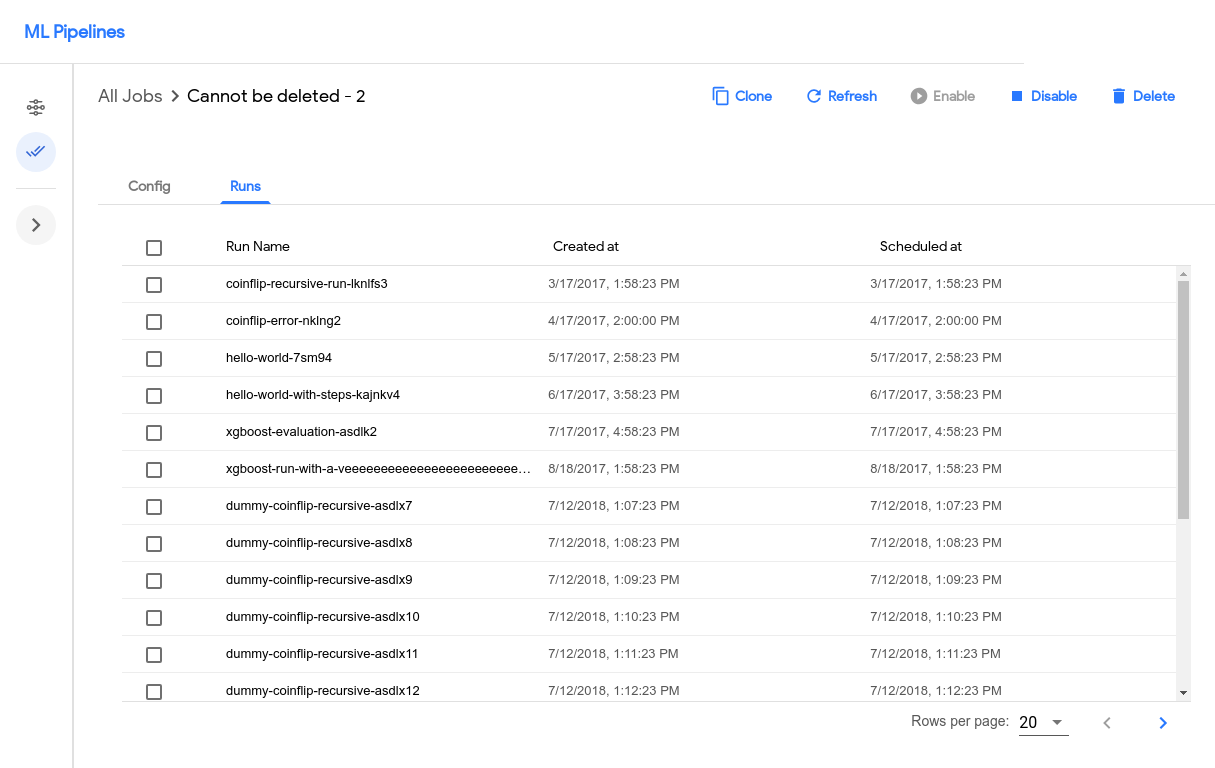 ML Pipelines
All Jobs Cannot be deleted - 2 Clone Refresh Enable Disable Delete
Config Runs
Run Name Created at Scheduled at
coinflip-recursive-run-lknlfs3 3/17/2017, 1:58:23 PM 3/17/2017, 1:58:23 PM
coinflip-error-nklng2 4/17/2017, 2:00:00 PM 4/17/2017, 2:00:00 PM
hello-world-7sm94 5/17/2017, 2:58:23 PM 5/17/2017, 2:58:23 PM
hello-world-with-steps-kajnkv4 6/17/2017, 3:58:23 PM 6/17/2017, 3:58:23 PM
xgboost-evaluation-asdlk2 7/17/2017, 4:58:23 PM 7/17/2017, 4:58:23 PM
xgboost-run-with-a-veeeeeeeeeeeeeeeeeeeeeeee… 8/18/2017, 1:58:23 PM 8/18/2017, 1:58:23 PM
dummy-coinflip-recursive-asdlx7 7/12/2018, 1:07:23 PM 7/12/2018, 1:07:23 PM
dummy-coinflip-recursive-asdlx8 7/12/2018, 1:08:23 PM 7/12/2018, 1:08:23 PM
dummy-coinflip-recursive-asdlx9 7/12/2018, 1:09:23 PM 7/12/2018, 1:09:23 PM
dummy-coinflip-recursive-asdlx10 7/12/2018, 1:10:23 PM 7/12/2018, 1:10:23 PM
dummy-coinflip-recursive-asdlx11 7/12/2018, 1:11:23 PM 7/12/2018, 1:11:23 PM
dummy-coinflip-recursive-asdlx12 7/12/2018, 1:12:23 PM 7/12/2018, 1:12:23 PM
Rows per page: 20